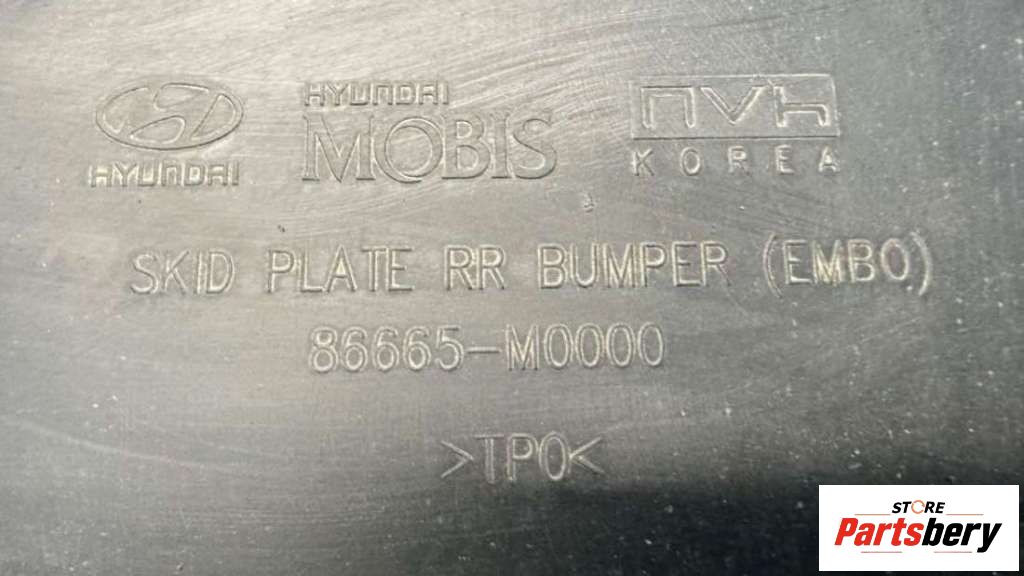 HYUNDAI
HYUNDAI
MOBIS
nvh
KOREA
SKID PLATE RR BUMPER (EMBO)
86665-M0000
>TPO<
STORE
Partsbery